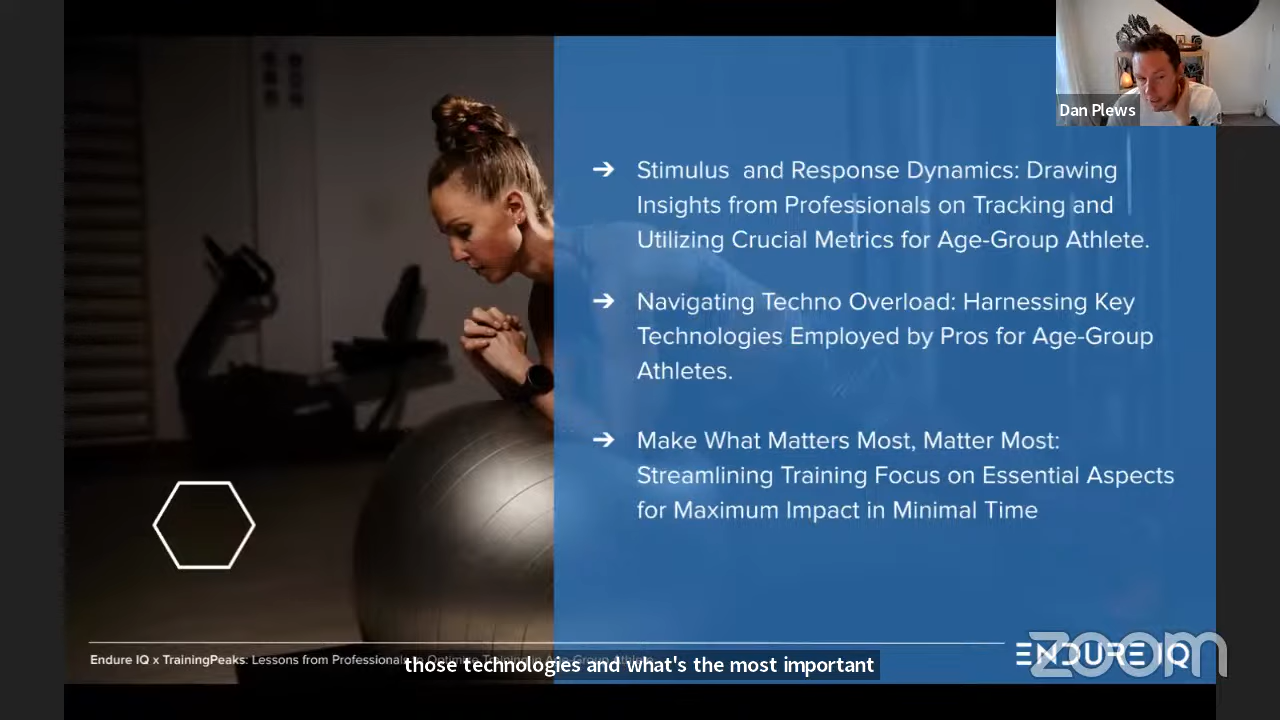 Dan Plews
➔ Stimulus and Response Dynamics: Drawing
Insights from Professionals on Tracking and
Utilizing Crucial Metrics for Age-Group Athlete.
➔ Navigating Techno Overload: Harnessing Key
Technologies Employed by Pros for Age-Group
Athletes.
➔ Make What Matters Most, Matter Most:
Streamlining Training Focus on Essential Aspects
for Maximum Impact in Minimal Time
Endure IQ x TrainingPeaks: Lessons from Professionals
those technologies and what's the most important
ENDURE IQ
zoom